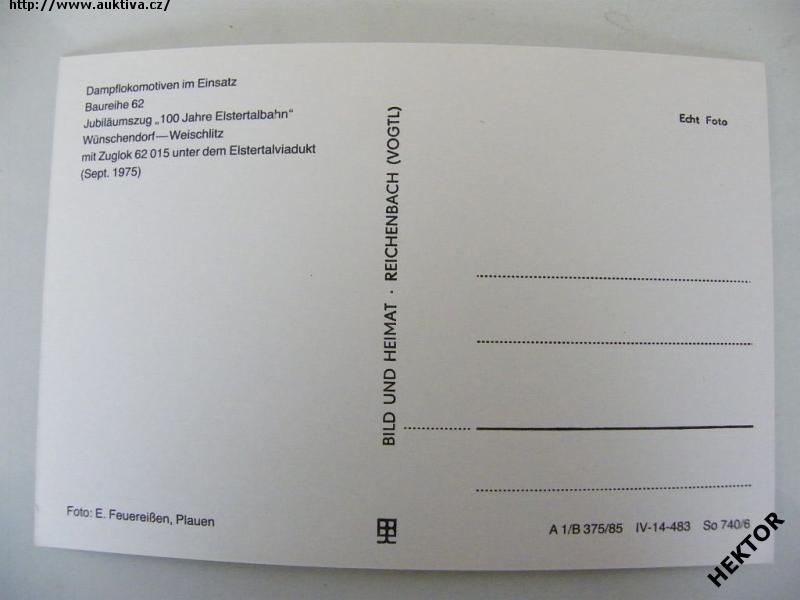 http://www.auktiva.cz/
Dampflokomotiven im Einsatz
Baureihe 62
Jubiläumszug „100 Jahre Elstertalbahn“
Wünschendorf—Weischlitz
mit Zuglok 62 015 unter dem Elstertalviadukt
(Sept. 1975)
Foto: E. Feuereißen, Plauen
BILD UND HEIMAT · REICHENBACH (VOGTL)
Echt Foto
A 1/B 375/85 IV-14-483 So 740/6
HEKTOR